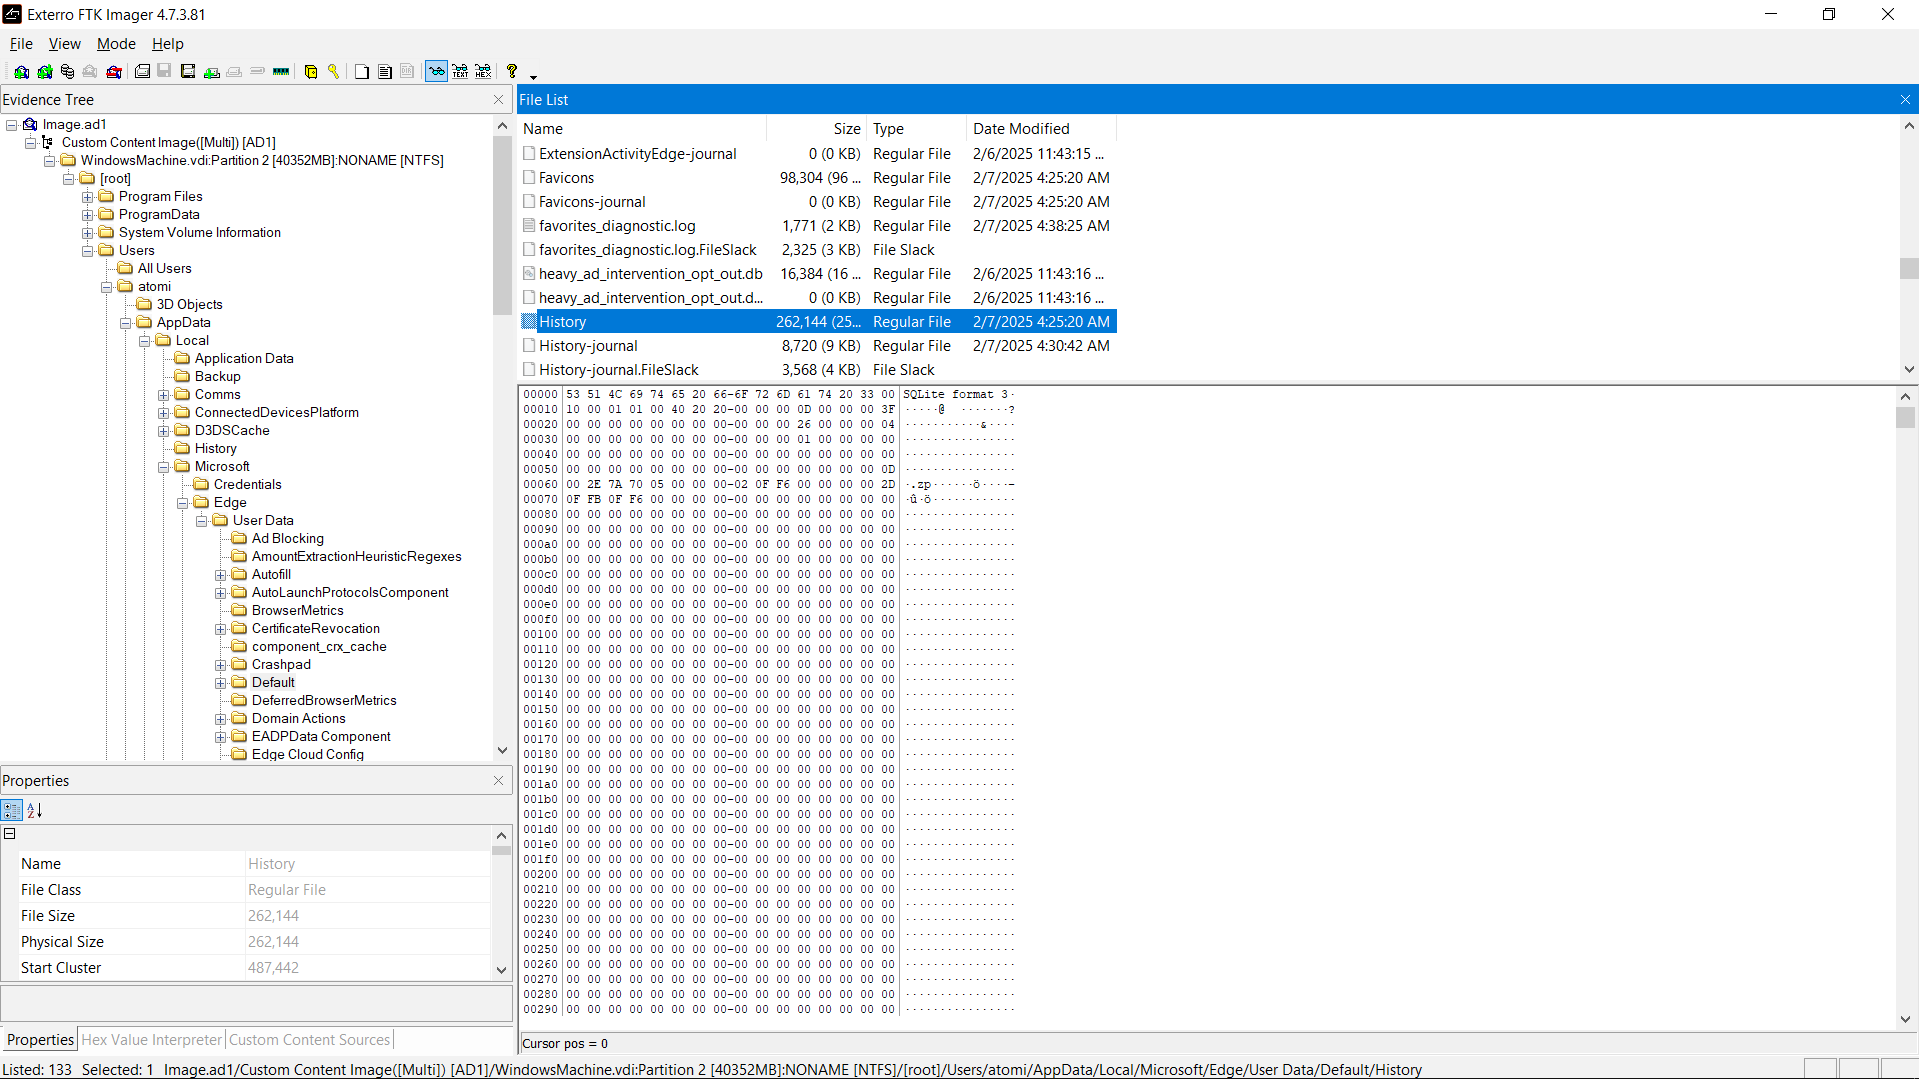 Exterro FTK Imager 4.7.3.81
File View Mode Help
Evidence Tree
Image.ad1
Custom Content Image([Multi]) [AD1]
WindowsMachine.vdi:Partition 2 [40352MB]:NONAME [NTFS]
[root]
Program Files
ProgramData
System Volume Information
Users
All Users
atomi
3D Objects
AppData
Local
Application Data
Backup
Comms
ConnectedDevicesPlatform
D3DSCache
History
Microsoft
Credentials
Edge
User Data
Ad Blocking
AmountExtractionHeuristicRegexes
Autofill
AutoLaunchProtocolsComponent
BrowserMetrics
CertificateRevocation
component_crx_cache
Crashpad
Default
DeferredBrowserMetrics
Domain Actions
EADPData Component
Edge Cloud Config
Properties
Name History
File Class Regular File
File Size 262,144
Physical Size 262,144
Start Cluster 487,442
Properties Hex Value Interpreter Custom Content Sources
File List
Name Size Type Date Modified
ExtensionActivityEdge-journal 0 (0 KB) Regular File 2/6/2025 11:43:15 ...
Favicons 98,304 (96 ... Regular File 2/7/2025 4:25:20 AM
Favicons-journal 0 (0 KB) Regular File 2/7/2025 4:25:20 AM
favorites_diagnostic.log 1,771 (2 KB) Regular File 2/7/2025 4:38:25 AM
favorites_diagnostic.log.FileSlack 2,325 (3 KB) File Slack
heavy_ad_intervention_opt_out.db 16,384 (16 ... Regular File 2/6/2025 11:43:16 ...
heavy_ad_intervention_opt_out.d... 0 (0 KB) Regular File 2/6/2025 11:43:16 ...
History 262,144 (25... Regular File 2/7/2025 4:25:20 AM
History-journal 8,720 (9 KB) Regular File 2/7/2025 4:30:42 AM
History-journal.FileSlack 3,568 (4 KB) File Slack
00000 53 51 4C 69 74 65 20 66-6F 72 6D 61 74 20 33 00 SQLite format 3·
00010 10 00 01 01 00 40 20 20-00 00 00 0D 00 00 00 3F ·····@  ·······?
00020 00 00 00 00 00 00 00 00-00 00 00 26 00 00 00 04 ···········&····
00030 00 00 00 00 00 00 00 00-00 00 00 01 00 00 00 00 ················
00040 00 00 00 00 00 00 00 00-00 00 00 00 00 00 00 00 ················
00050 00 00 00 00 00 00 00 00-00 00 00 00 00 00 00 0D ················
00060 00 2E 7A 70 05 00 00 00-02 0F F6 00 00 00 00 2D ·.zp······ö····-
00070 0F FB 0F F6 00 00 00 00-00 00 00 00 00 00 00 00 ·û·ö············
00080 00 00 00 00 00 00 00 00-00 00 00 00 00 00 00 00 ················
00090 00 00 00 00 00 00 00 00-00 00 00 00 00 00 00 00 ················
000a0 00 00 00 00 00 00 00 00-00 00 00 00 00 00 00 00 ················
000b0 00 00 00 00 00 00 00 00-00 00 00 00 00 00 00 00 ················
000c0 00 00 00 00 00 00 00 00-00 00 00 00 00 00 00 00 ················
000d0 00 00 00 00 00 00 00 00-00 00 00 00 00 00 00 00 ················
000e0 00 00 00 00 00 00 00 00-00 00 00 00 00 00 00 00 ················
000f0 00 00 00 00 00 00 00 00-00 00 00 00 00 00 00 00 ················
00100 00 00 00 00 00 00 00 00-00 00 00 00 00 00 00 00 ················
00110 00 00 00 00 00 00 00 00-00 00 00 00 00 00 00 00 ················
00120 00 00 00 00 00 00 00 00-00 00 00 00 00 00 00 00 ················
00130 00 00 00 00 00 00 00 00-00 00 00 00 00 00 00 00 ················
00140 00 00 00 00 00 00 00 00-00 00 00 00 00 00 00 00 ················
00150 00 00 00 00 00 00 00 00-00 00 00 00 00 00 00 00 ················
00160 00 00 00 00 00 00 00 00-00 00 00 00 00 00 00 00 ················
00170 00 00 00 00 00 00 00 00-00 00 00 00 00 00 00 00 ················
00180 00 00 00 00 00 00 00 00-00 00 00 00 00 00 00 00 ················
00190 00 00 00 00 00 00 00 00-00 00 00 00 00 00 00 00 ················
001a0 00 00 00 00 00 00 00 00-00 00 00 00 00 00 00 00 ················
001b0 00 00 00 00 00 00 00 00-00 00 00 00 00 00 00 00 ················
001c0 00 00 00 00 00 00 00 00-00 00 00 00 00 00 00 00 ················
001d0 00 00 00 00 00 00 00 00-00 00 00 00 00 00 00 00 ················
001e0 00 00 00 00 00 00 00 00-00 00 00 00 00 00 00 00 ················
001f0 00 00 00 00 00 00 00 00-00 00 00 00 00 00 00 00 ················
00200 00 00 00 00 00 00 00 00-00 00 00 00 00 00 00 00 ················
00210 00 00 00 00 00 00 00 00-00 00 00 00 00 00 00 00 ················
00220 00 00 00 00 00 00 00 00-00 00 00 00 00 00 00 00 ················
00230 00 00 00 00 00 00 00 00-00 00 00 00 00 00 00 00 ················
00240 00 00 00 00 00 00 00 00-00 00 00 00 00 00 00 00 ················
00250 00 00 00 00 00 00 00 00-00 00 00 00 00 00 00 00 ················
00260 00 00 00 00 00 00 00 00-00 00 00 00 00 00 00 00 ················
00270 00 00 00 00 00 00 00 00-00 00 00 00 00 00 00 00 ················
00280 00 00 00 00 00 00 00 00-00 00 00 00 00 00 00 00 ················
00290 00 00 00 00 00 00 00 00-00 00 00 00 00 00 00 00 ················
Cursor pos = 0
Listed: 133 Selected: 1 Image.ad1/Custom Content Image([Multi]) [AD1]/WindowsMachine.vdi:Partition 2 [40352MB]:NONAME [NTFS]/[root]/Users/atomi/AppData/Local/Microsoft/Edge/User Data/Default/History